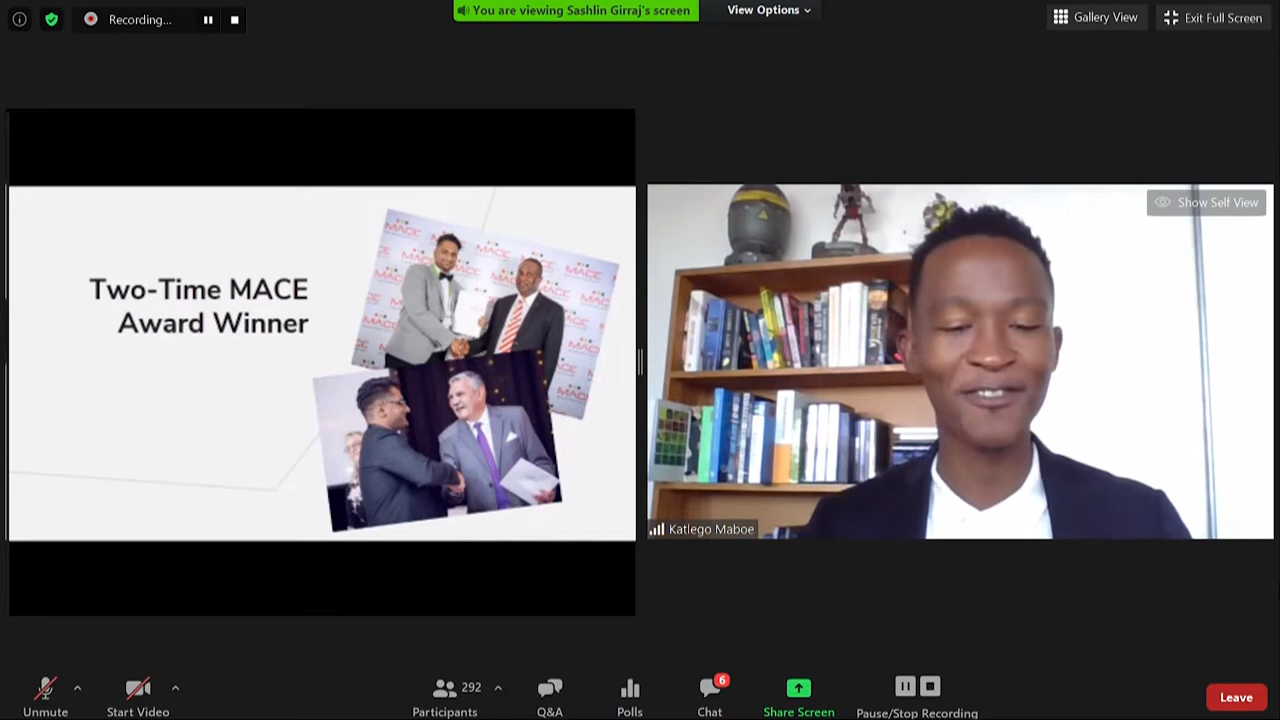 Recording...
You are viewing Sashlin Girraj's screen
View Options
Gallery View
Exit Full Screen
Two-Time MACE
Award Winner
MACE
Show Self View
Katlego Maboe
Unmute
Start Video
292
Participants
Q&A
Polls
6
Chat
Share Screen
Pause/Stop Recording
Leave